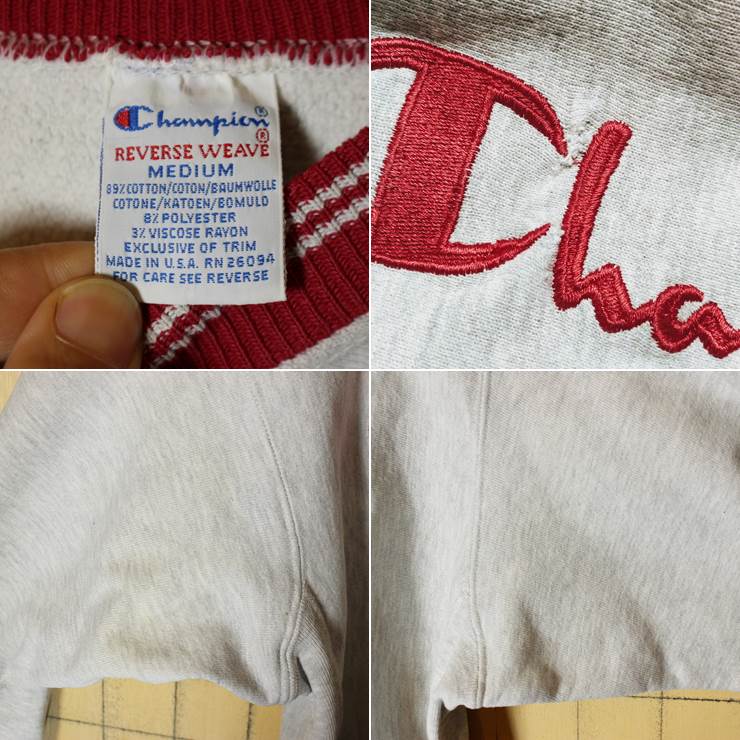 Champion
REVERSE WEAVE
MEDIUM
89% COTTON/COTON/BAUMWOLLE
COTONE/KATOEN/BOMULD
8% POLYESTER
3% VISCOSE RAYON
EXCLUSIVE OF TRIM
MADE IN U.S.A. RN 26094
FOR CARE SEE REVERSE
Cha